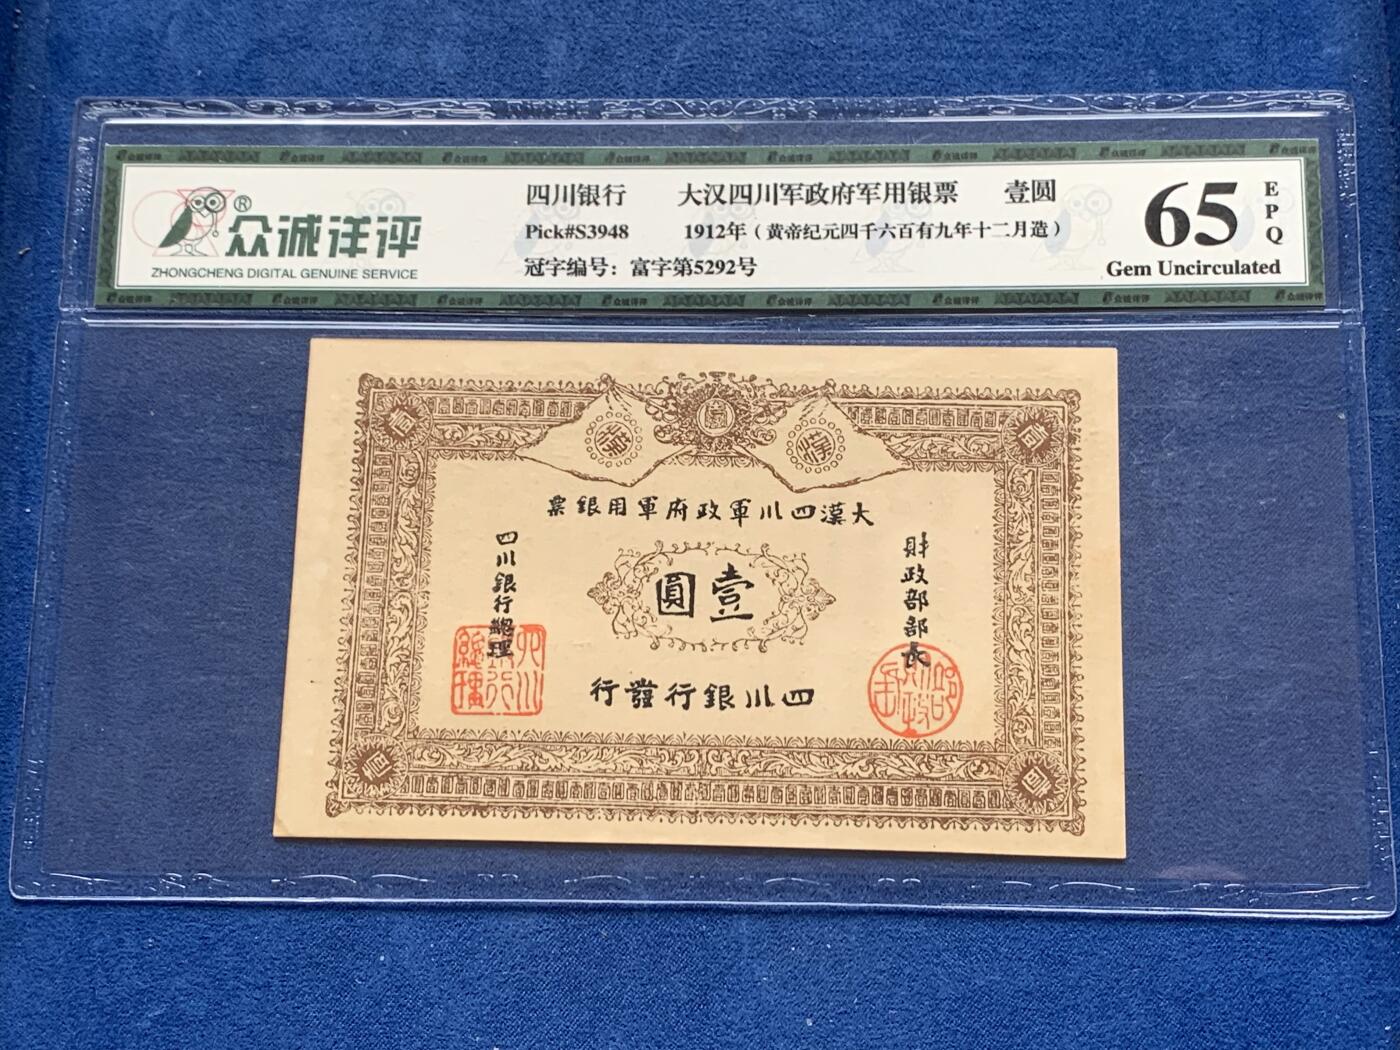 众诚评评
ZHONGCHENG DIGITAL GENUINE SERVICE
四川银行 大汉四川军政府军用银票 壹圆
Pick#S3948 1912年（黄帝纪元四千六百有九年十二月造）
冠字编号：富字第5292号
65
EPQ
Gem Uncirculated
漢
漢
大漢四川軍政府軍用銀票
財政部部長
壹圓
四川銀行總理
四川銀行發行